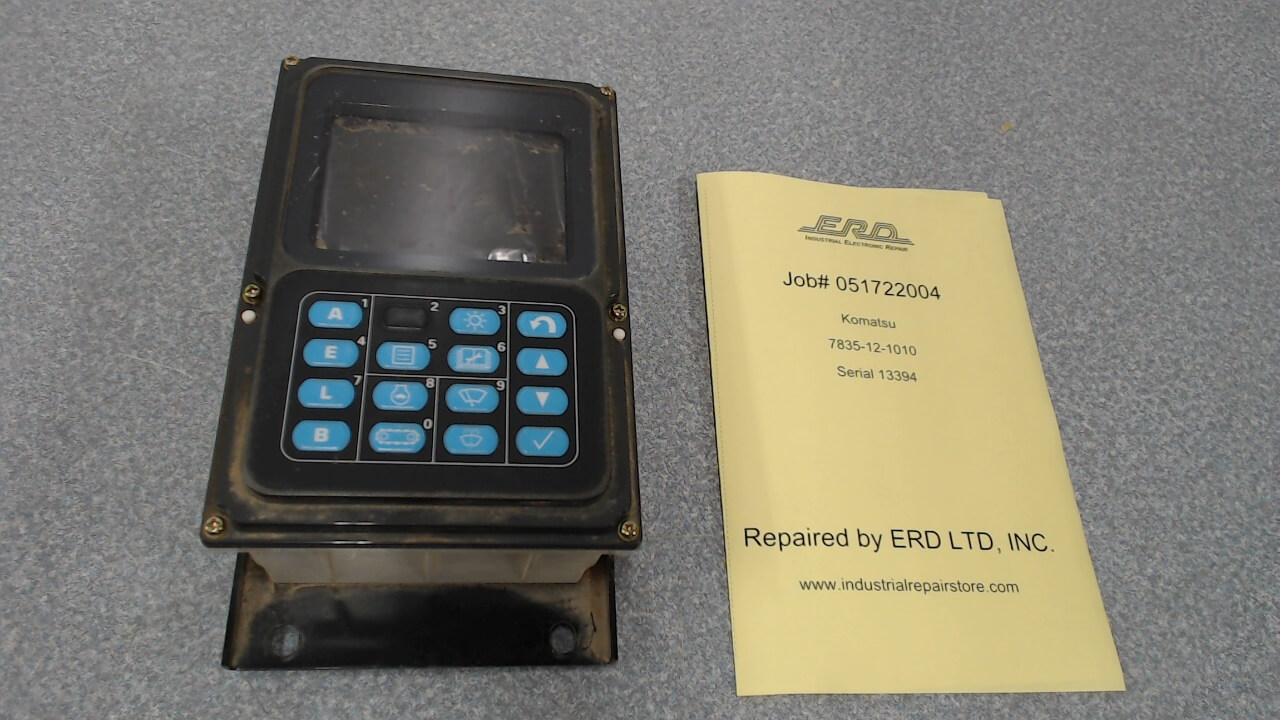 A 1 2 3
E 4 5 6
L 7 8 9
B 0
ERD
INDUSTRIAL ELECTRONIC REPAIR
Job# 051722004
Komatsu
7835-12-1010
Serial 13394
Repaired by ERD LTD, INC.
www.industrialrepairstore.com